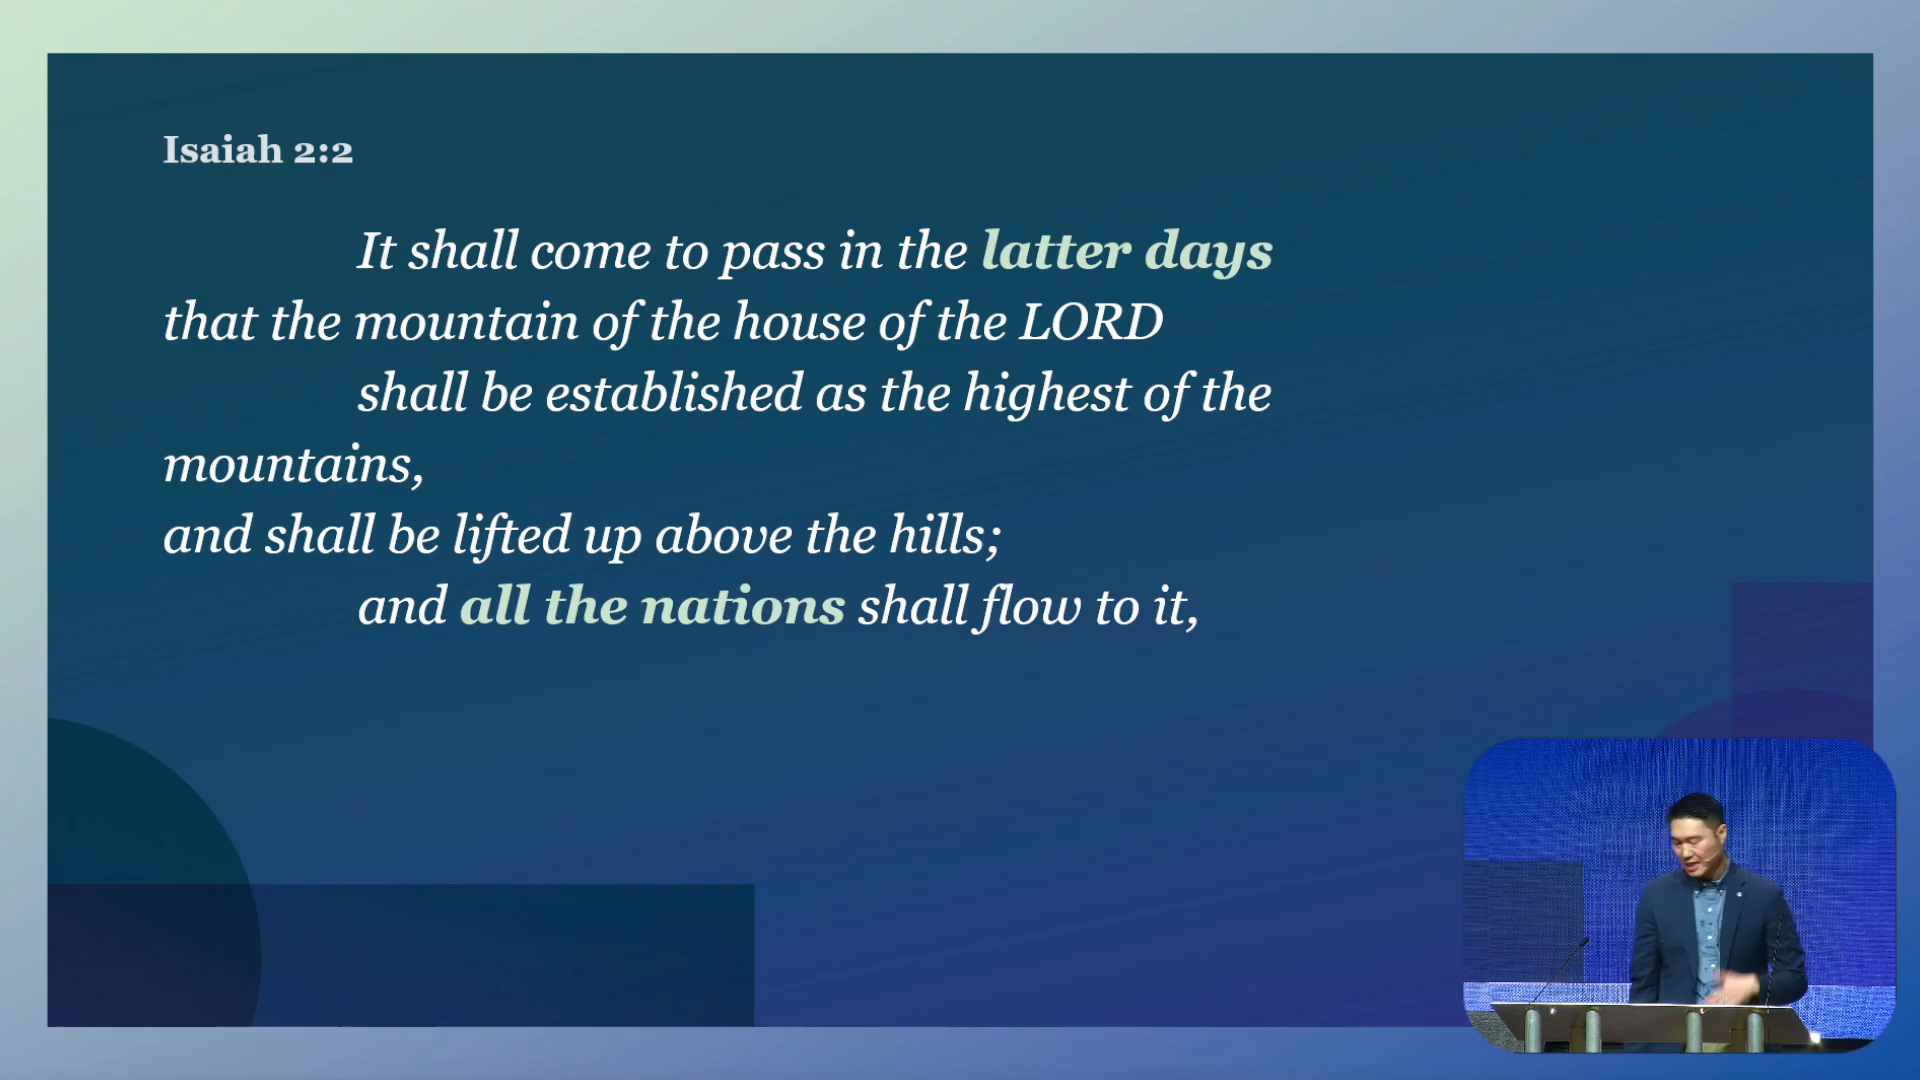 Isaiah 2:2
It shall come to pass in the latter days
that the mountain of the house of the LORD
shall be established as the highest of the
mountains,
and shall be lifted up above the hills;
and all the nations shall flow to it,